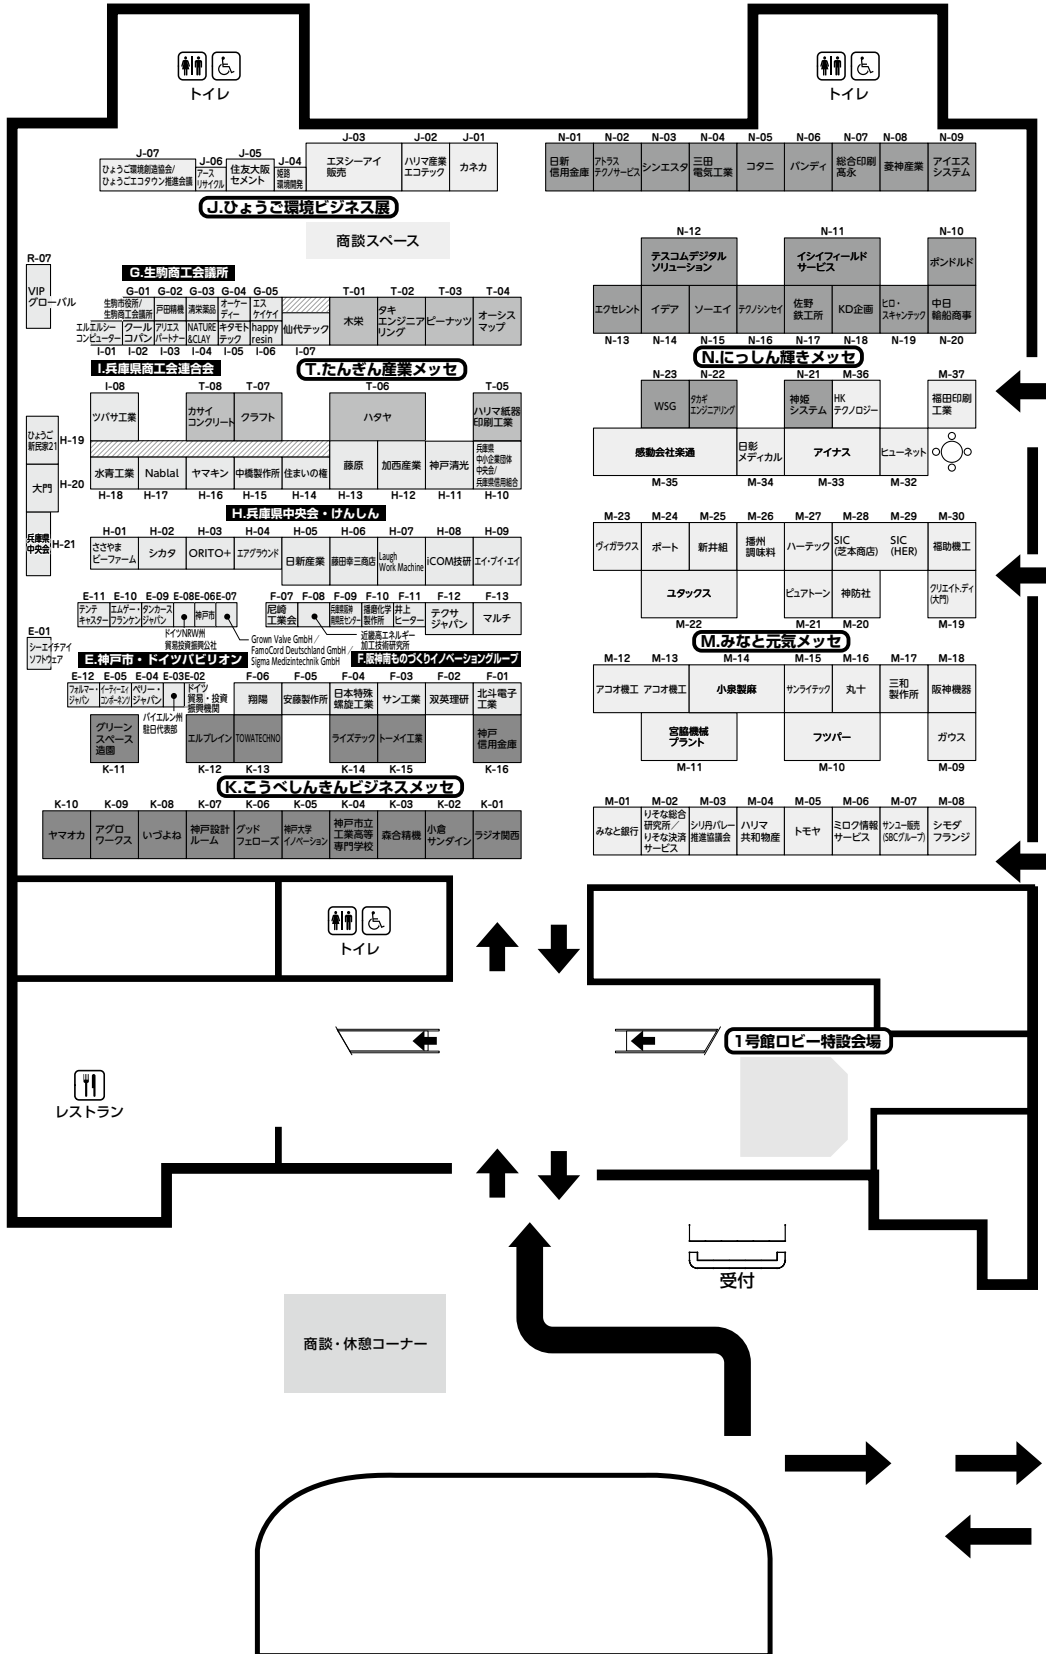 トイレ
トイレ
J-07
J-06
J-05
J-04
J-03
J-02
J-01
ひょうご環境創造協会/
ひょうごエコタウン推進会議
アース
リサイクル
住友大阪
セメント
姫路
環境開発
エヌシーアイ
販売
ハリマ産業
エコテック
カネカ
J.ひょうご環境ビジネス展
商談スペース
N-01
N-02
N-03
N-04
N-05
N-06
N-07
N-08
N-09
日新
信用金庫
アトラス
テクノサービス
シンエスタ
三田
電気工業
コタニ
バンディ
総合印刷
高永
菱神産業
アイエス
システム
N-12
N-11
N-10
テスコムデジタル
ソリューション
イシイフィールド
サービス
ボンドルド
エクセレント
イデア
ソーエイ
テクノシンセイ
佐野
鉄工所
KD企画
ヒロ・
スキャンテック
中日
輸船商事
N-13
N-14
N-15
N-16
N-17
N-18
N-19
N-20
N.にっしん輝きメッセ
R-07
VIP
グローバル
G.生駒商工会議所
G-01
G-02
G-03
G-04
G-05
生駒市役所/
生駒商工会議所
戸田精機
清栄薬品
オーケー
ディー
エス
ケイケイ
エルエルシー
コンピューター
クール
コパン
アリエス
パートナー
NATURE
&CLAY
キタモト
テック
happy
resin
仙代テック
I-01
I-02
I-03
I-04
I-05
I-06
I-07
T-01
T-02
T-03
T-04
木栄
タキ
エンジニア
リング
ピーナッツ
オーシス
マップ
I.兵庫県商工会連合会
T.たんぎん産業メッセ
I-08
T-08
T-07
T-06
T-05
ツバサ工業
カサイ
コンクリート
クラフト
ハタヤ
ハリマ紙器
印刷工業
ひょうご
新民家21
H-19
大門
H-20
兵庫県
中央会
H-21
水青工業
Nablal
ヤマキン
中橋製作所
住まいの権
藤原
加西産業
神戸清光
兵庫県
中小企業団体
中央会/
兵庫県信用組合
H-18
H-17
H-16
H-15
H-14
H-13
H-12
H-11
H-10
H.兵庫県中央会・けんしん
H-01
H-02
H-03
H-04
H-05
H-06
H-07
H-08
H-09
ささやま
ビーファーム
シカタ
ORITO+
エアグラウンド
日新産業
藤田幸三商店
Laugh
Work Machine
iCOM技研
エイ・ブイ・エイ
N-23
N-22
N-21
M-36
M-37
WSG
タカギ
エンジニアリング
神姫
システム
HK
テクノロジー
福田印刷
工業
感動会社楽通
日彰
メディカル
アイナス
ヒューネット
M-35
M-34
M-33
M-32
M-23
M-24
M-25
M-26
M-27
M-28
M-29
M-30
ヴィガラクス
ポート
新井組
播州
調味料
ハーテック
SIC
(芝本商店)
SIC
(HER)
福助機工
ユタックス
ピュアトーン
神防社
クリエイト.ディ
(大門)
M-22
M-21
M-20
M-19
M.みなと元気メッセ
E-11
E-10
E-09
E-08
E-06
E-07
テンテ
キャスター
エムゲー・
フランケン
タンカース
ジャパン
神戸市
ドイツNRW州
貿易投資振興公社
Grown Valve GmbH /
FamoCord Deutschland GmbH /
Sigma Medizintechnik GmbH
F-07
F-08
F-09
F-10
F-11
F-12
F-13
尼崎
工業会
兵庫県阪神
県民センター
播磨化学
製作所
井上
ヒーター
テクサ
ジャパン
マルチ
近畿高エネルギー
加工技術研究所
E-01
シーエイチアイ
ソフトウェア
E.神戸市・ドイツパビリオン
F.阪神南ものづくりイノベーショングループ
E-12
E-05
E-04
E-03
E-02
フォルマー・
ジャパン
イーティーエイ
コンポーネンツ
ベリー・
ジャパン
ドイツ
貿易・投資
振興機関
バイエルン州
駐日代表部
F-06
F-05
F-04
F-03
F-02
F-01
翔陽
安藤製作所
日本特殊
螺旋工業
サン工業
双英理研
北斗電子
工業
グリーン
スペース
造園
エルブレイン
TOWATECHNO
ライズテック
トーメイ工業
神戸
信用金庫
K-11
K-12
K-13
K-14
K-15
K-16
K.こうべしんきんビジネスメッセ
K-10
K-09
K-08
K-07
K-06
K-05
K-04
K-03
K-02
K-01
ヤマオカ
アグロ
ワークス
いづよね
神戸設計
ルーム
グッド
フェローズ
神戸大学
イノベーション
神戸市立
工業高等
専門学校
森合精機
小倉
サンダイン
ラジオ関西
M-12
M-13
M-14
M-15
M-16
M-17
M-18
アコオ機工
アコオ機工
小泉製麻
サンライテック
丸十
三和
製作所
阪神機器
宮脇機械
プラント
フツパー
ガウス
M-11
M-10
M-09
M-01
M-02
M-03
M-04
M-05
M-06
M-07
M-08
みなと銀行
りそな総合
研究所/
りそな決済
サービス
シリ丹バレー
推進協議会
ハリマ
共和物産
トモヤ
ミロク情報
サービス
サンユー販売
(SBCグループ)
シモダ
フランジ
トイレ
1号館ロビー特設会場
レストラン
受付
商談・休憩コーナー